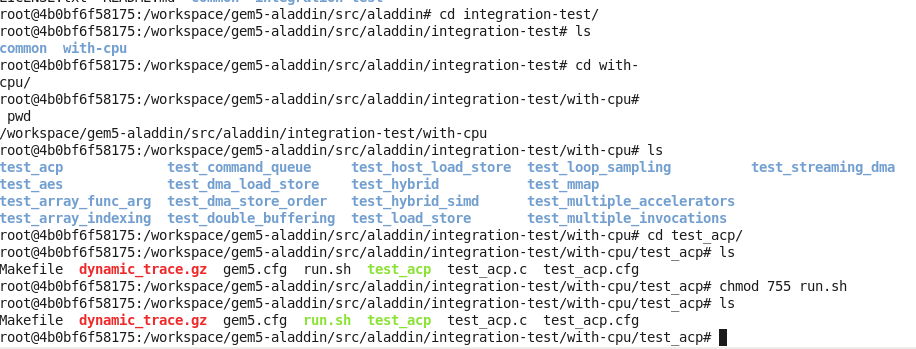 root@4b0bf6f58175:/workspace/gem5-aladdin/src/aladdin# cd integration-test/
root@4b0bf6f58175:/workspace/gem5-aladdin/src/aladdin/integration-test# ls
common  with-cpu
root@4b0bf6f58175:/workspace/gem5-aladdin/src/aladdin/integration-test# cd with-
cpu/
root@4b0bf6f58175:/workspace/gem5-aladdin/src/aladdin/integration-test/with-cpu#
 pwd
/workspace/gem5-aladdin/src/aladdin/integration-test/with-cpu
root@4b0bf6f58175:/workspace/gem5-aladdin/src/aladdin/integration-test/with-cpu# ls
test_acp             test_command_queue     test_host_load_store  test_loop_sampling          test_streaming_dma
test_aes             test_dma_load_store    test_hybrid           test_mmap
test_array_func_arg  test_dma_store_order   test_hybrid_simd      test_multiple_accelerators
test_array_indexing  test_double_buffering  test_load_store       test_multiple_invocations
root@4b0bf6f58175:/workspace/gem5-aladdin/src/aladdin/integration-test/with-cpu# cd test_acp/
root@4b0bf6f58175:/workspace/gem5-aladdin/src/aladdin/integration-test/with-cpu/test_acp# ls
Makefile  dynamic_trace.gz  gem5.cfg  run.sh  test_acp  test_acp.c  test_acp.cfg
root@4b0bf6f58175:/workspace/gem5-aladdin/src/aladdin/integration-test/with-cpu/test_acp# chmod 755 run.sh
root@4b0bf6f58175:/workspace/gem5-aladdin/src/aladdin/integration-test/with-cpu/test_acp# ls
Makefile  dynamic_trace.gz  gem5.cfg  run.sh  test_acp  test_acp.c  test_acp.cfg
root@4b0bf6f58175:/workspace/gem5-aladdin/src/aladdin/integration-test/with-cpu/test_acp#